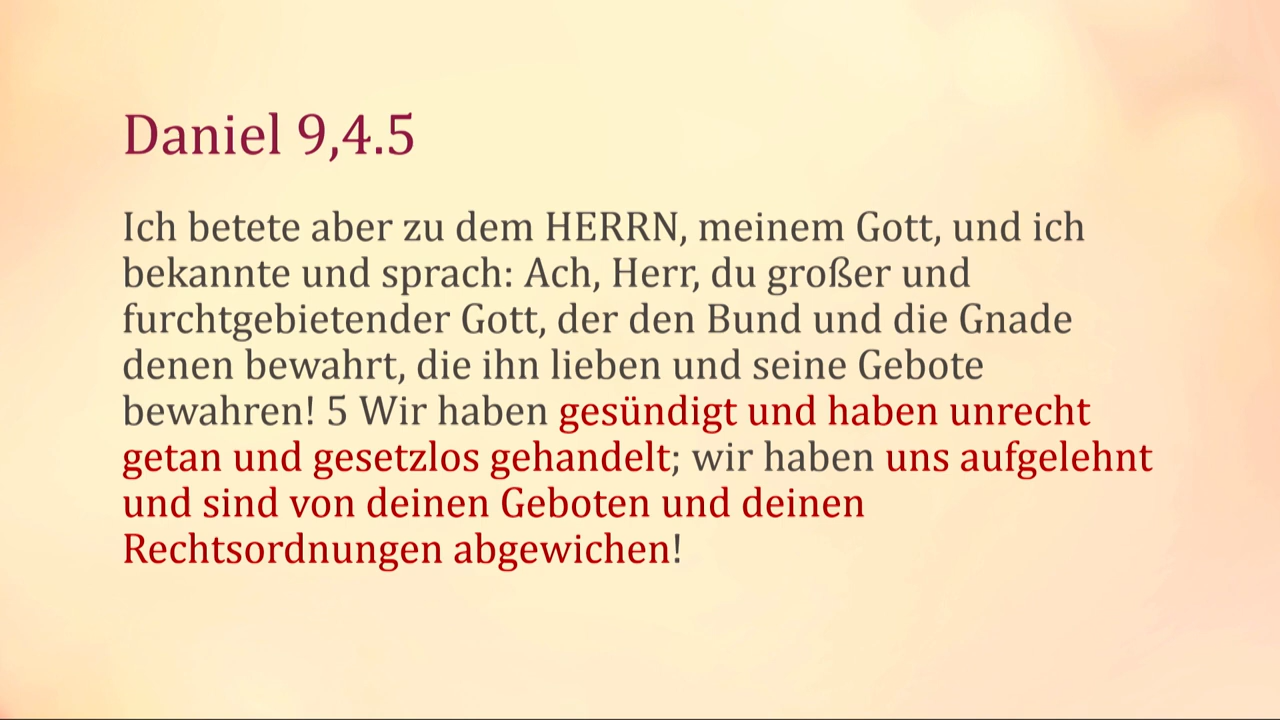 Daniel 9,4.5
Ich betete aber zu dem HERRN, meinem Gott, und ich
bekannte und sprach: Ach, Herr, du großer und
furchtgebietender Gott, der den Bund und die Gnade
denen bewahrt, die ihn lieben und seine Gebote
bewahren! 5 Wir haben gesündigt und haben unrecht
getan und gesetzlos gehandelt; wir haben uns aufgelehnt
und sind von deinen Geboten und deinen
Rechtsordnungen abgewichen!